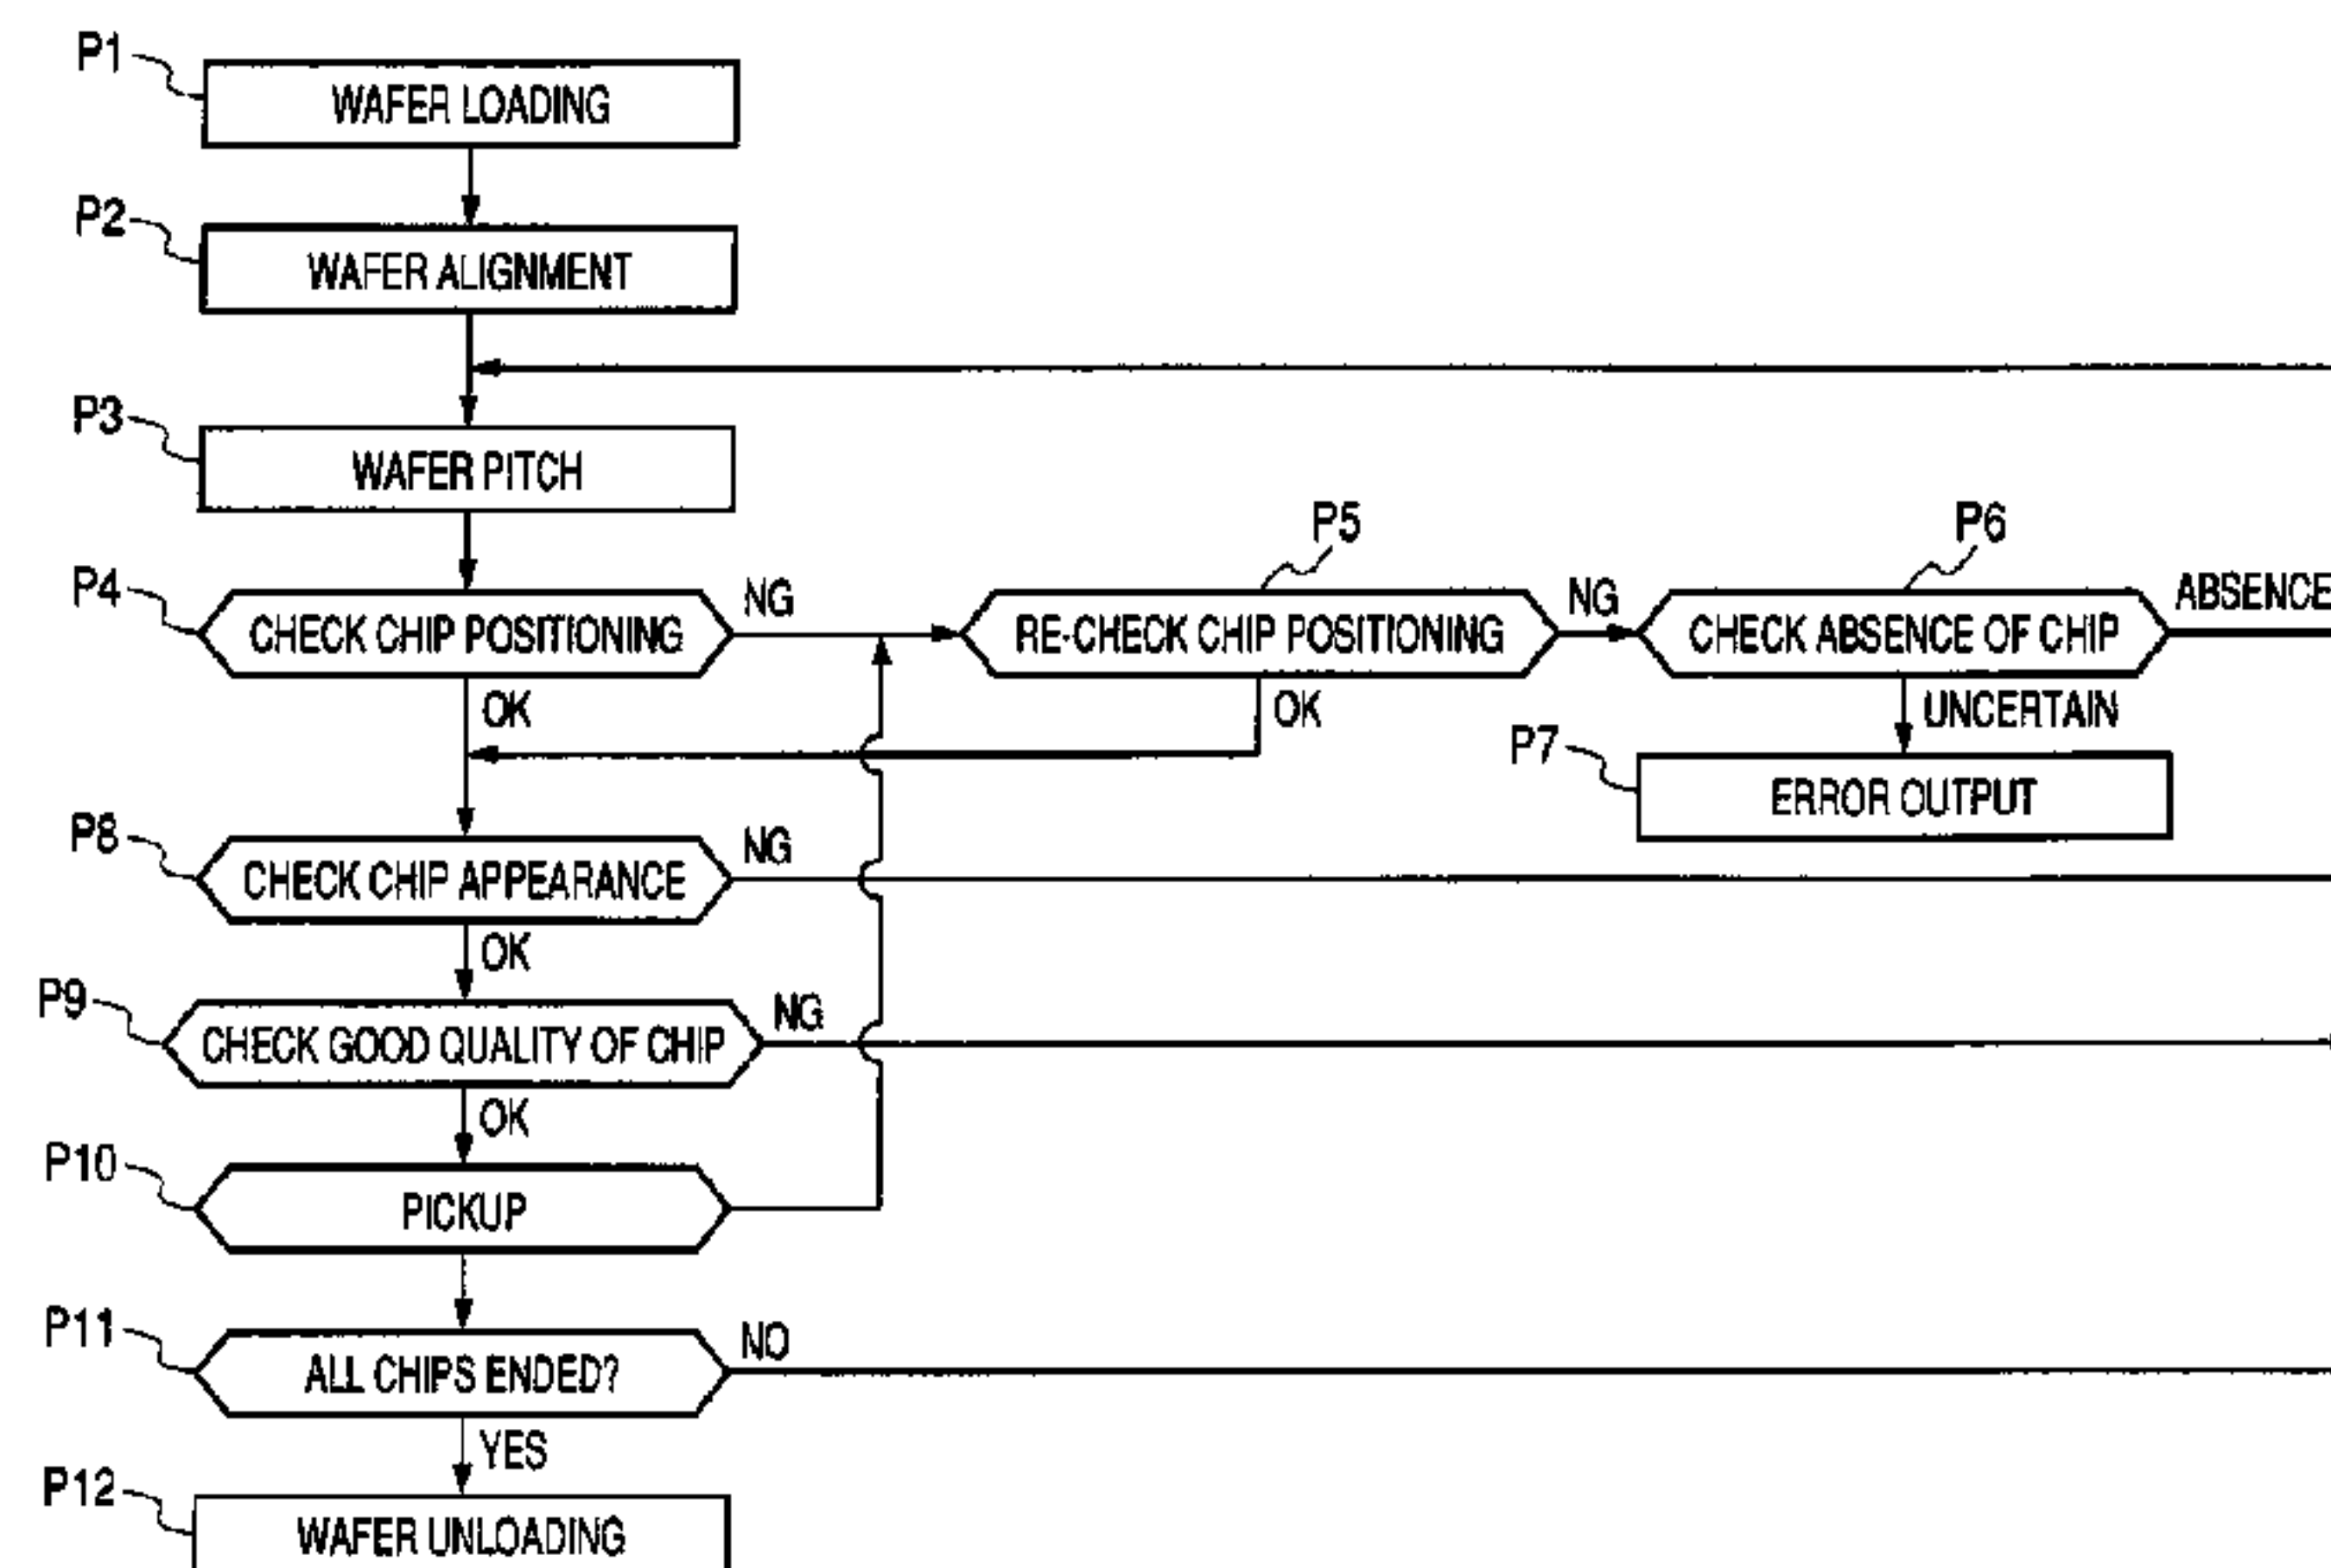 P1
WAFER LOADING
P2
WAFER ALIGNMENT
P3
WAFER PITCH
P4
CHECK CHIP POSITIONING
NG
OK
P5
RE-CHECK CHIP POSITIONING
NG
OK
P6
CHECK ABSENCE OF CHIP
ABSENCE
UNCERTAIN
P7
ERROR OUTPUT
P8
CHECK CHIP APPEARANCE
NG
OK
P9
CHECK GOOD QUALITY OF CHIP
NG
OK
P10
PICKUP
P11
ALL CHIPS ENDED?
NO
YES
P12
WAFER UNLOADING